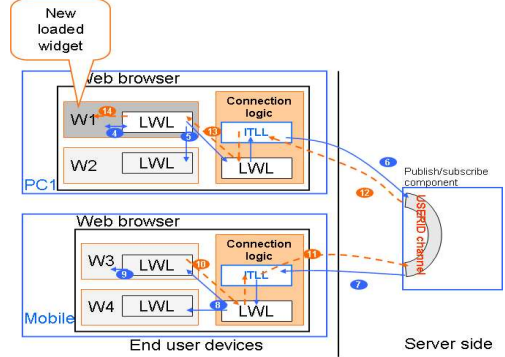 New
loaded
widget
Web browser
Connection
logic
14
W1
LWL
13
ITLL
4
5
6
Publish/subscribe
component
W2
LWL
LWL
12
PC1
USERID channel
Web browser
Connection
logic
11
W3
LWL
10
9
ITLL
7
8
W4
LWL
LWL
Mobile
End user devices
Server side